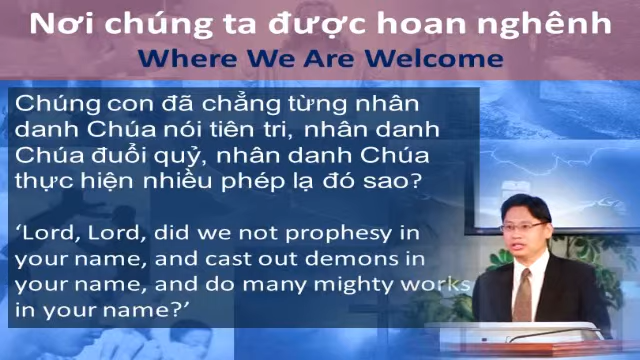 Nơi chúng ta được hoan nghênh
Where We Are Welcome
Chúng con đã chẳng từng nhân
danh Chúa nói tiên tri, nhân danh
Chúa đuổi quỷ, nhân danh Chúa
thực hiện nhiều phép lạ đó sao?
‘Lord, Lord, did we not prophesy in
your name, and cast out demons in
your name, and do many mighty works
in your name?’